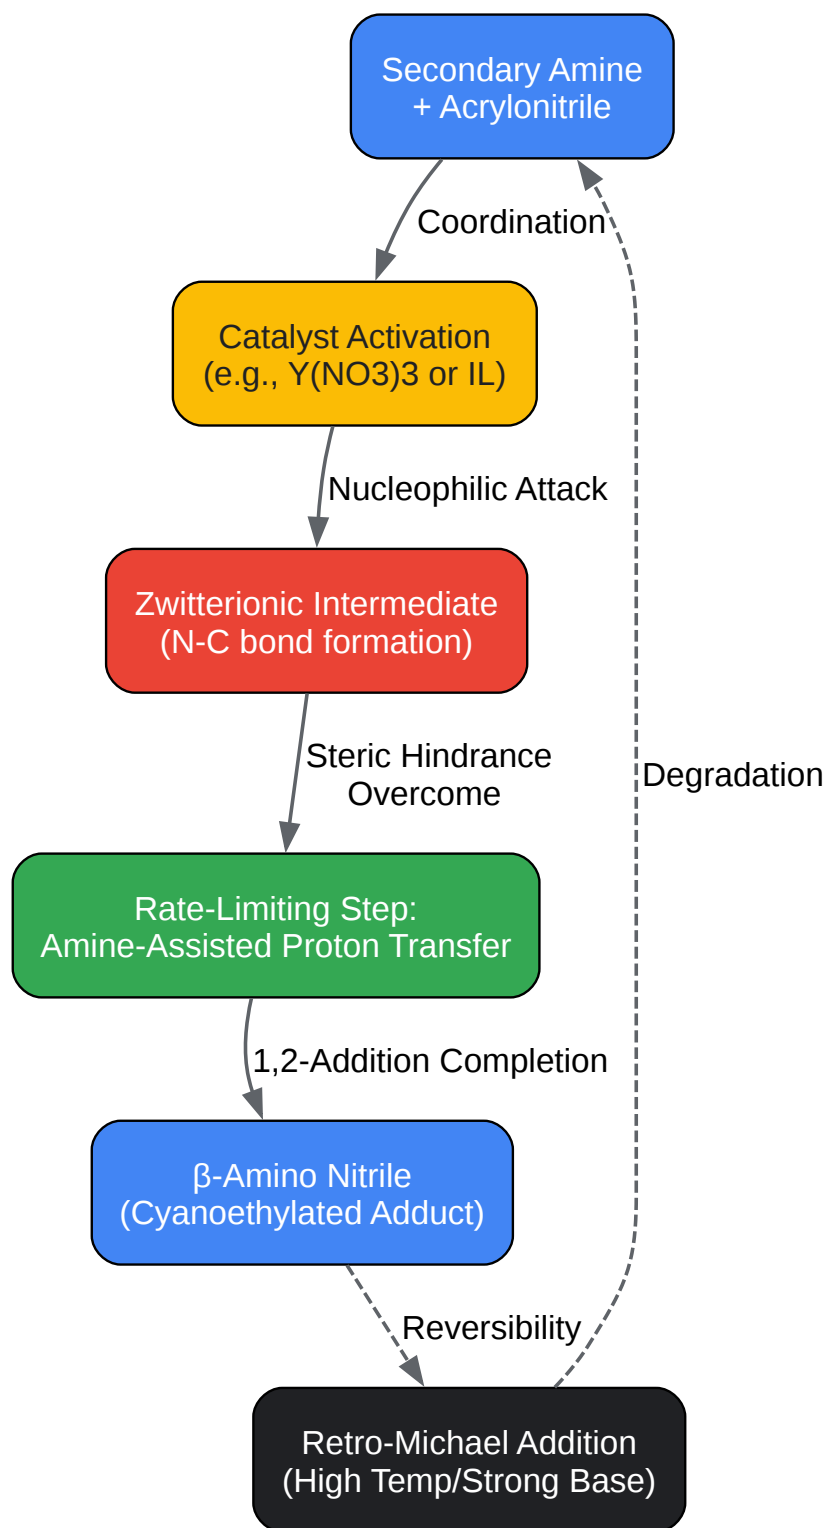 Secondary Amine
+ Acrylonitrile
Coordination
Catalyst Activation
(e.g., Y(NO3)3 or IL)
Nucleophilic Attack
Zwitterionic Intermediate
(N-C bond formation)
Steric Hindrance
Overcome
Degradation
Rate-Limiting Step:
Amine-Assisted Proton Transfer
1,2-Addition Completion
β-Amino Nitrile
(Cyanoethylated Adduct)
Reversibility
Retro-Michael Addition
(High Temp/Strong Base)